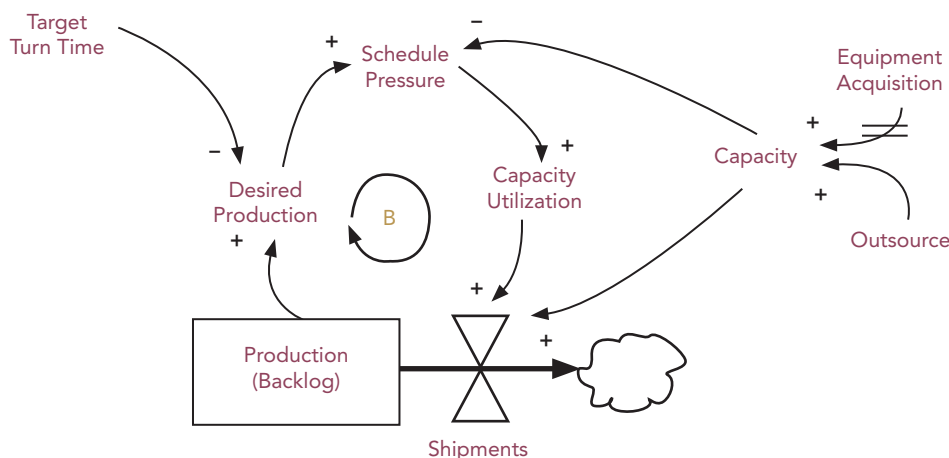 Target
Turn Time
+
Schedule
Pressure
−
Equipment
Acquisition
+
−
Desired
Production
+
B
+
Capacity
Utilization
Capacity
+
Outsource
+
+
Production
(Backlog)
Shipments